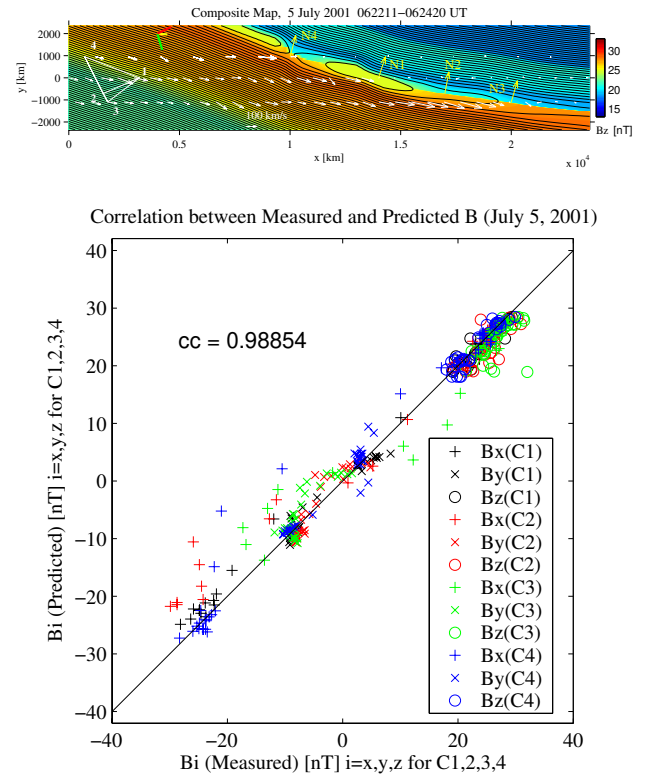 Composite Map, 5 July 2001 062211−062420 UT
y [km]
2000
1000
0
−1000
−2000
4
1
2
3
N4
N1
N2
N3
100 km/s
0
0.5
1
1.5
2
x 10^4
x [km]
30
25
20
15
Bz [nT]
Correlation between Measured and Predicted B (July 5, 2001)
cc = 0.98854
Bi (Predicted) [nT] i=x,y,z for C1,2,3,4
40
30
20
10
0
−10
−20
−30
−40
Bx(C1)
By(C1)
Bz(C1)
Bx(C2)
By(C2)
Bz(C2)
Bx(C3)
By(C3)
Bz(C3)
Bx(C4)
By(C4)
Bz(C4)
−40
−20
0
20
40
Bi (Measured) [nT] i=x,y,z for C1,2,3,4